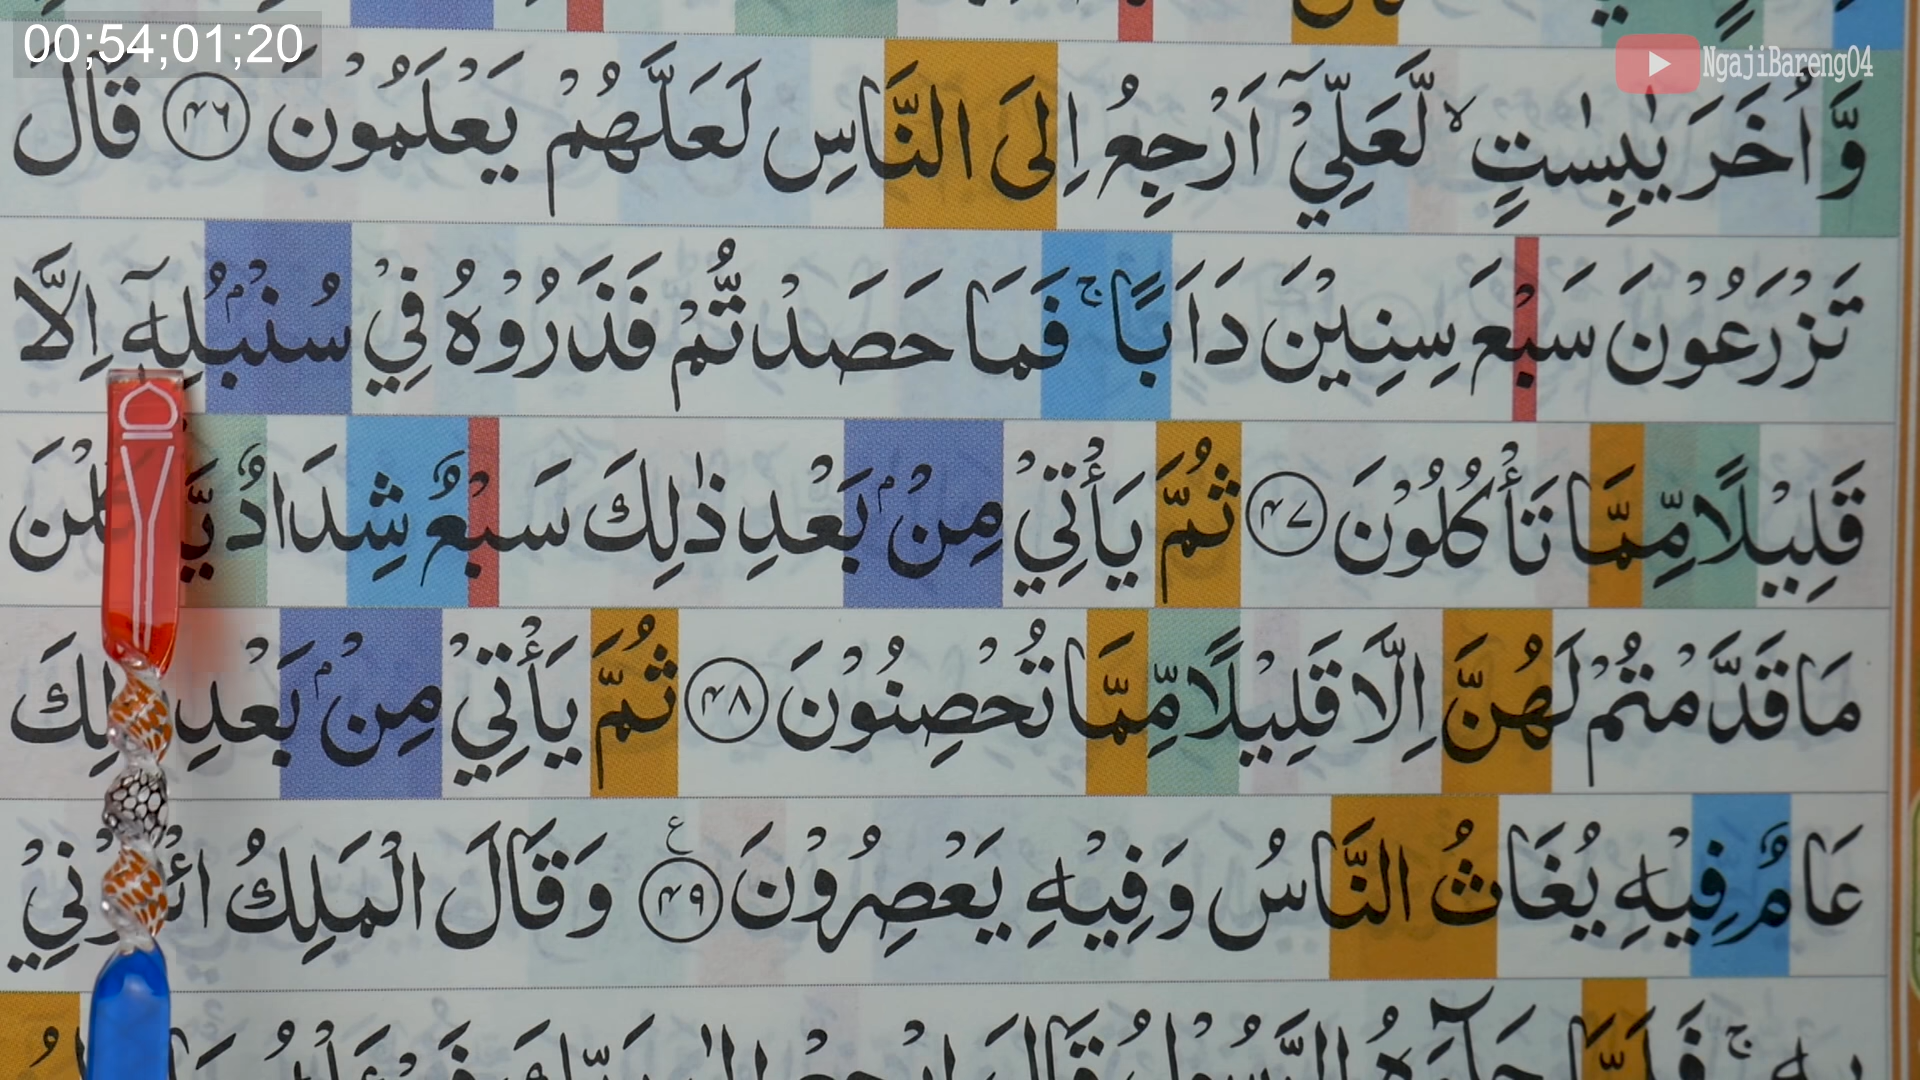 00;54;01;20
NgajiBareng04
وَّاُخَرَ يٰبِسٰتٍ ۙ لَّعَلِّيْٓ اَرْجِعُ اِلَى النَّاسِ لَعَلَّهُمْ يَعْلَمُوْنَ ٤٦ قَالَ
تَزْرَعُوْنَ سَبْعَ سِنِيْنَ دَاَبًا ۚ فَمَا حَصَدْتُّمْ فَذَرُوْهُ فِيْ سُنْۢبُلِهٖٓ اِلَّا
قَلِيْلًا مِّمَّا تَأْكُلُوْنَ ٤٧ ثُمَّ يَأْتِيْ مِنْۢ بَعْدِ ذٰلِكَ سَبْعٌ شِدَادٌ
مَا قَدَّمْتُمْ لَهُنَّ اِلَّا قَلِيْلًا مِّمَّا تُحْصِنُوْنَ ٤٨ ثُمَّ يَأْتِيْ مِنْۢ بَعْدِ
عَامٌ فِيْهِ يُغَاثُ النَّاسُ وَفِيْهِ يَعْصِرُوْنَ ࣖ ٤٩ وَقَالَ الْمَلِكُ